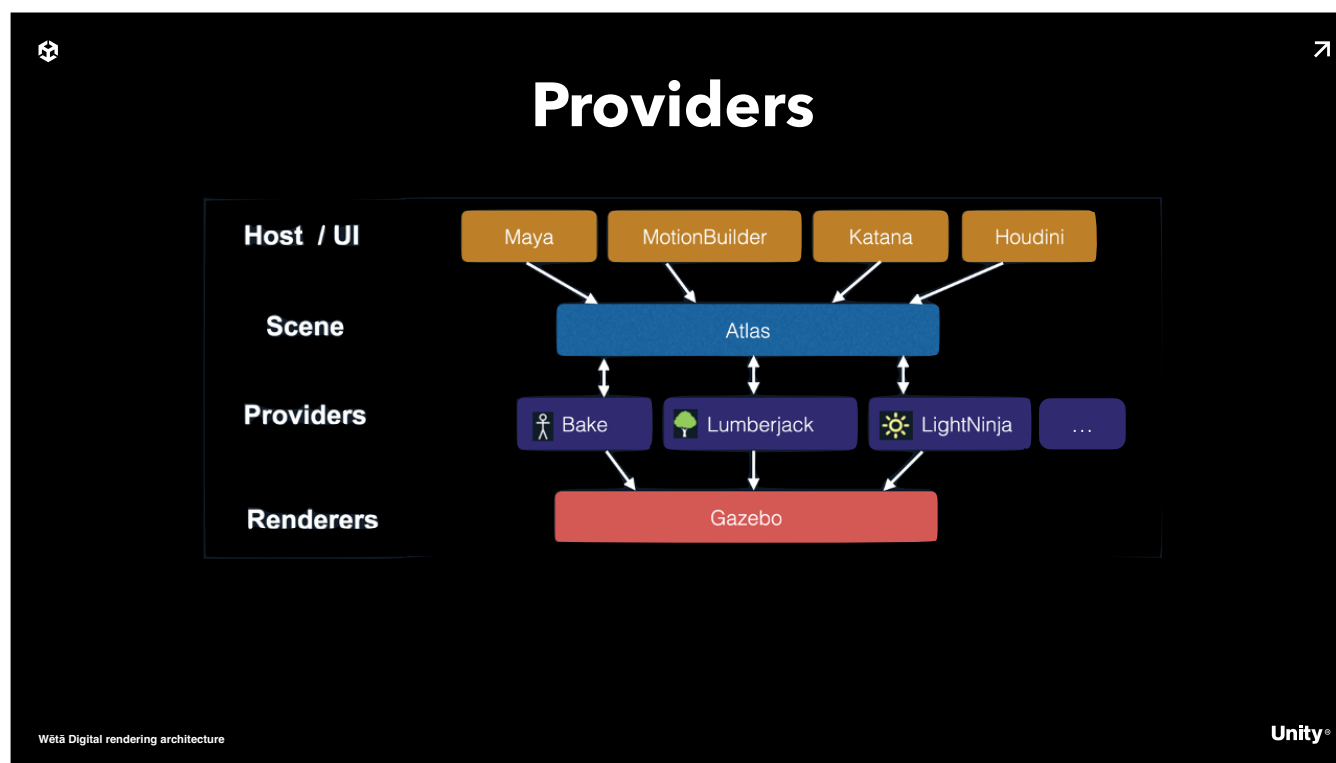 Providers
Host / UI
Maya
MotionBuilder
Katana
Houdini
Scene
Atlas
Providers
Bake
Lumberjack
LightNinja
...
Renderers
Gazebo
Wētā Digital rendering architecture
Unity®